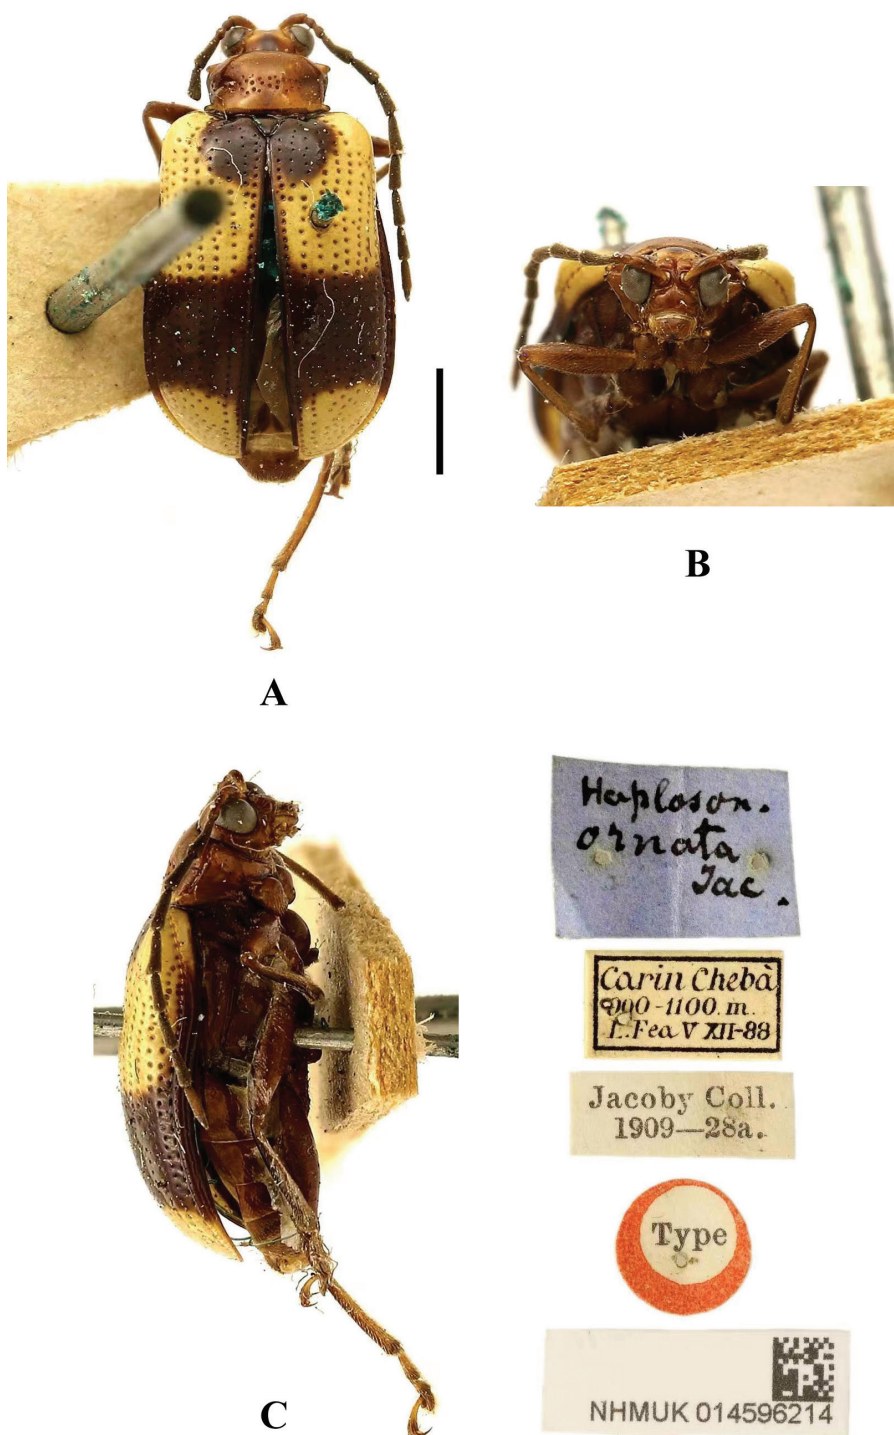 A
B
C
Haploson.
ornata
Jac.
Carin Chebà
900-1100. m.
L. Fea V XII-88
Jacoby Coll.
1909—28a.
Type
NHMUK 014596214